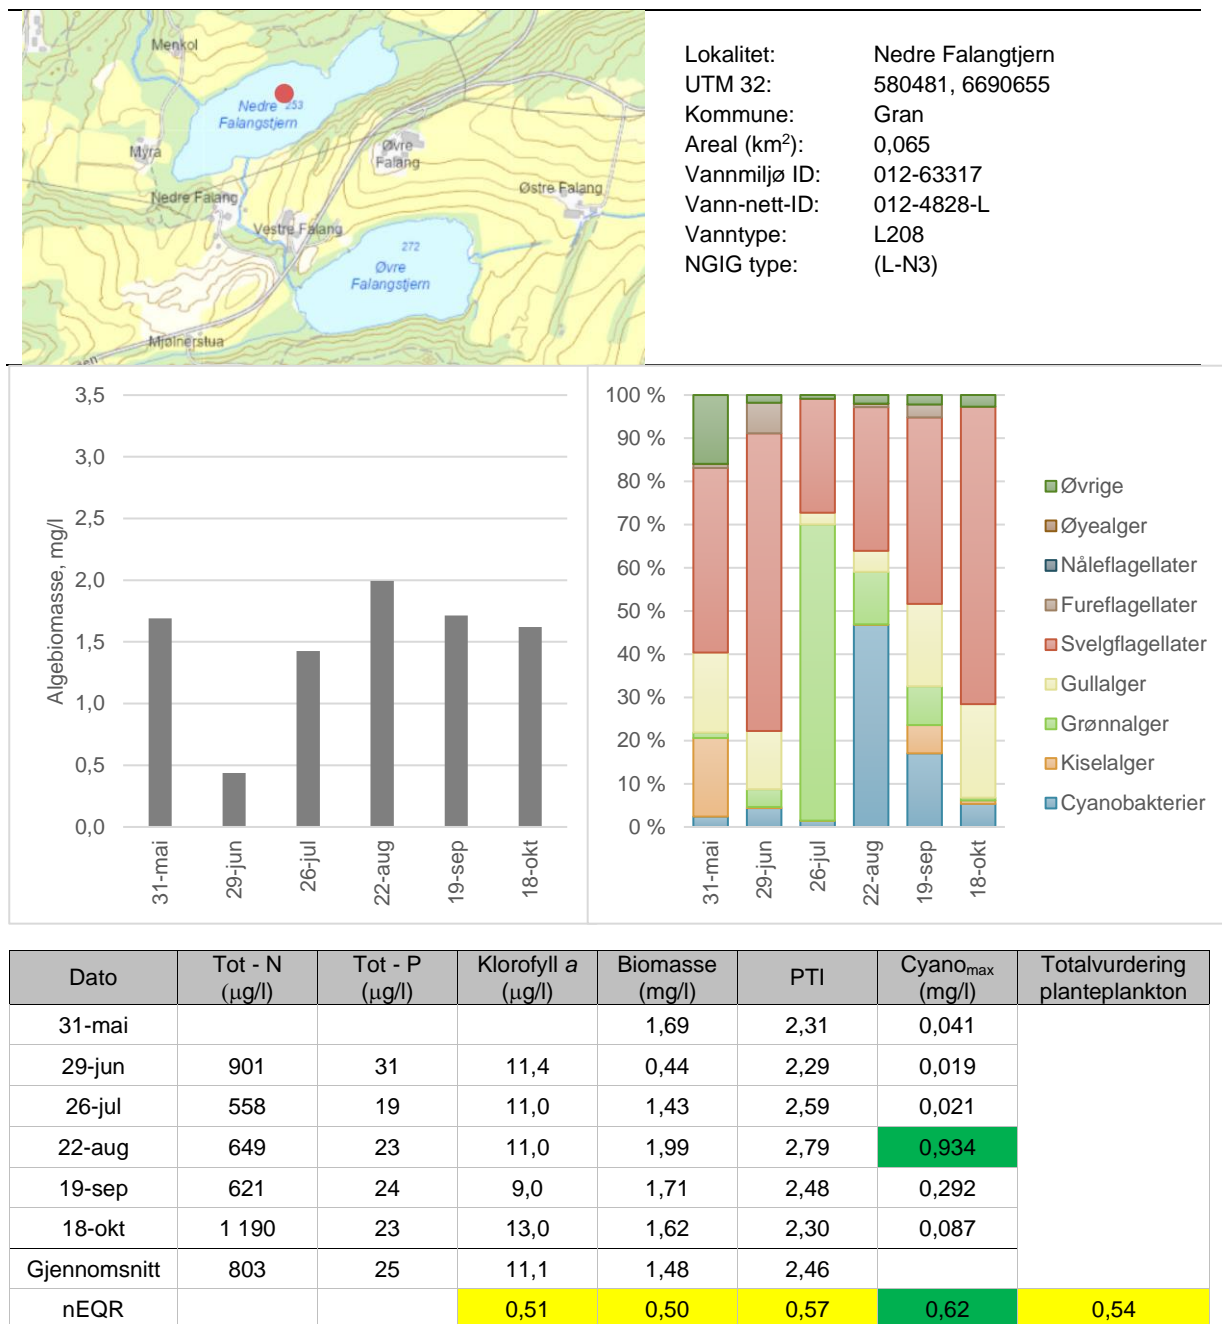 Menkol
Nedre 253
Falangstjern
Myra
Øvre
Falang
Østre Falang
Nedre Falang
Vestre Falang
272
Øvre
Falangstjern
Mjølnerstua
Lokalitet: Nedre Falangtjern
UTM 32: 580481, 6690655
Kommune: Gran
Areal (km²): 0,065
Vannmiljø ID: 012-63317
Vann-nett-ID: 012-4828-L
Vanntype: L208
NGIG type: (L-N3)
Algebiomasse, mg/l
3,5
3,0
2,5
2,0
1,5
1,0
0,5
0,0
31-mai 29-jun 26-jul 22-aug 19-sep 18-okt
100 %
90 %
80 %
70 %
60 %
50 %
40 %
30 %
20 %
10 %
0 %
31-mai 29-jun 26-jul 22-aug 19-sep 18-okt
Øvrige
Øyealger
Nåleflagellater
Fureflagellater
Svelgflagellater
Gullalger
Grønnalger
Kiselalger
Cyanobakterier
Dato Tot - N (µg/l) Tot - P (µg/l) Klorofyll a (µg/l) Biomasse (mg/l) PTI Cyanomax (mg/l) Totalvurdering planteplankton
31-mai 1,69 2,31 0,041
29-jun 901 31 11,4 0,44 2,29 0,019
26-jul 558 19 11,0 1,43 2,59 0,021
22-aug 649 23 11,0 1,99 2,79 0,934
19-sep 621 24 9,0 1,71 2,48 0,292
18-okt 1 190 23 13,0 1,62 2,30 0,087
Gjennomsnitt 803 25 11,1 1,48 2,46
nEQR 0,51 0,50 0,57 0,62 0,54